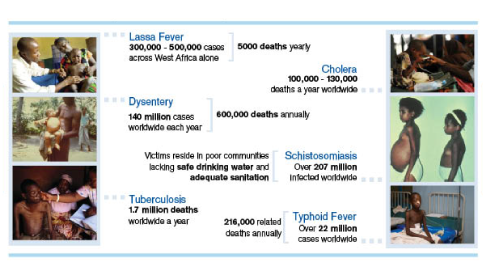 Lassa Fever
300,000 - 500,000 cases
across West Africa alone
5000 deaths yearly
Cholera
100,000 - 130,000
deaths a year worldwide
Dysentery
140 million cases
worldwide each year
600,000 deaths annually
Victims reside in poor communities
lacking safe drinking water and
adequate sanitation
Schistosomiasis
Over 207 million
infected worldwide
Tuberculosis
1.7 million deaths
worldwide a year
216,000 related
deaths annually
Typhoid Fever
Over 22 million
cases worldwide